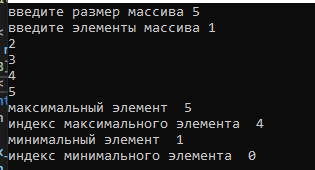 введите размер массива 5
введите элементы массива 1
2
3
4
5
максимальный элемент  5
индекс максимального элемента  4
минимальный элемент  1
индекс минимального элемента  0